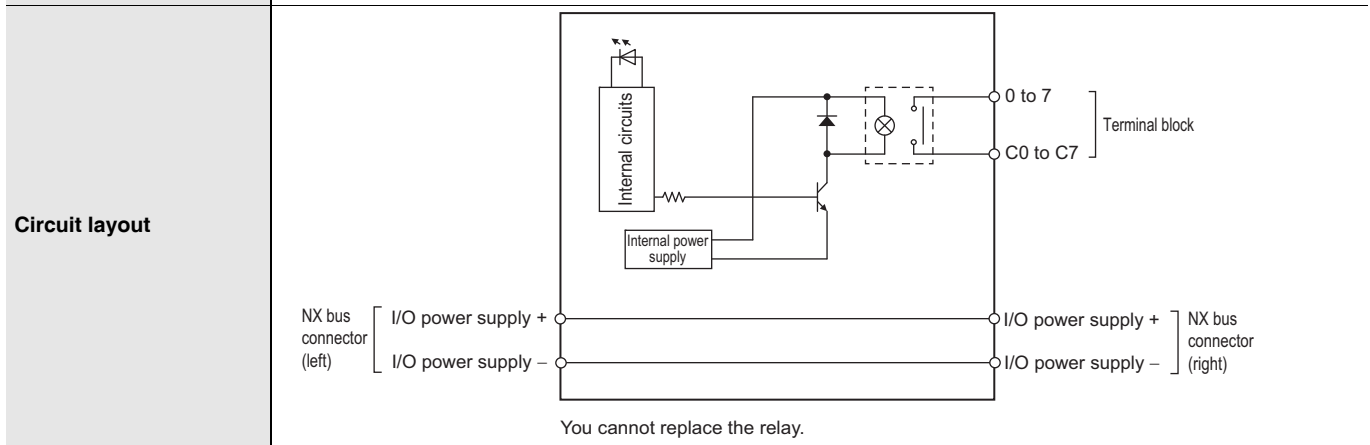 Circuit layout
Internal circuits
Internal power
supply
0 to 7
C0 to C7
Terminal block
NX bus
connector
(left)
I/O power supply +
I/O power supply –
I/O power supply +
I/O power supply –
NX bus
connector
(right)
You cannot replace the relay.